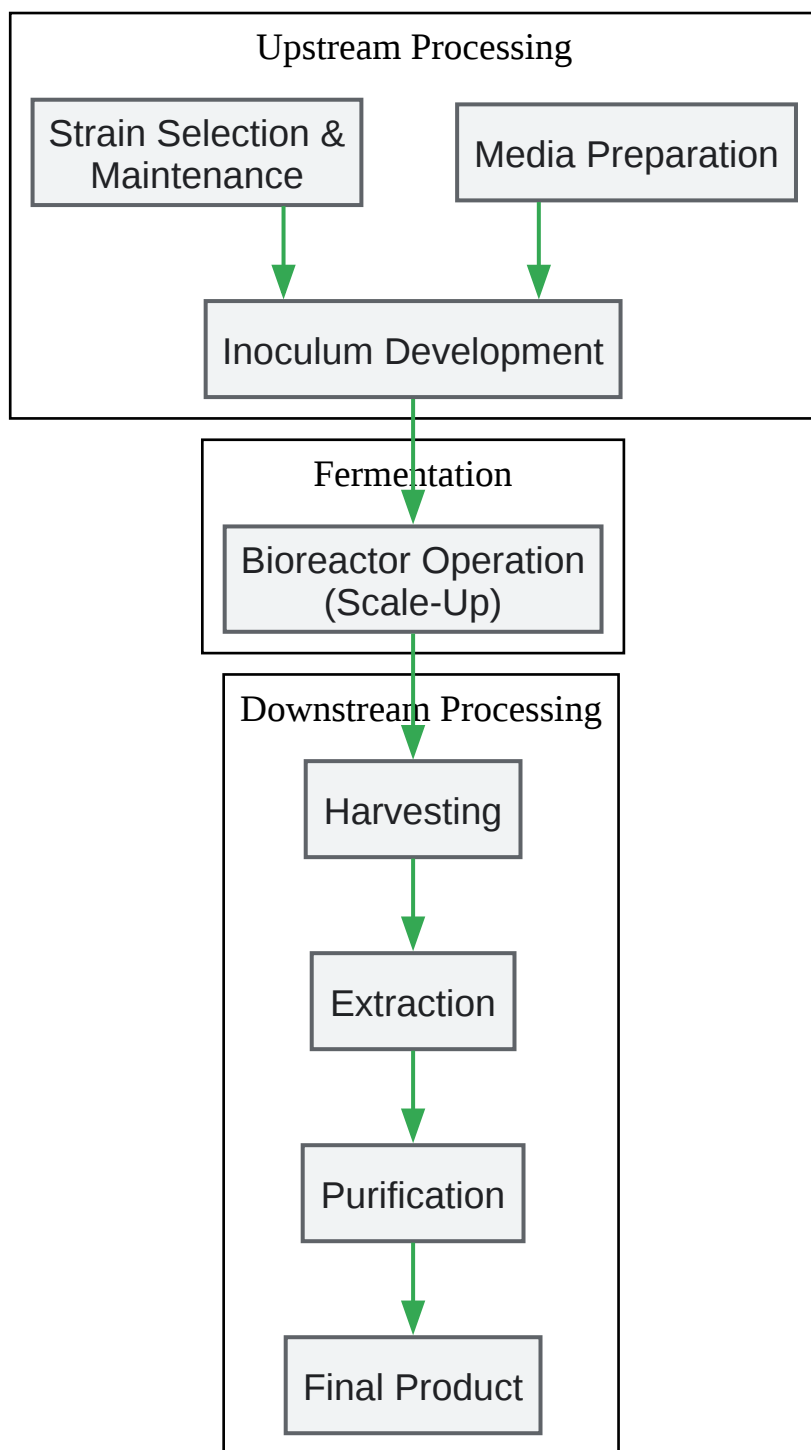 Upstream Processing
Strain Selection &
Maintenance
Media Preparation
Inoculum Development
Fermentation
Bioreactor Operation
(Scale-Up)
Downstream Processing
Harvesting
Extraction
Purification
Final Product